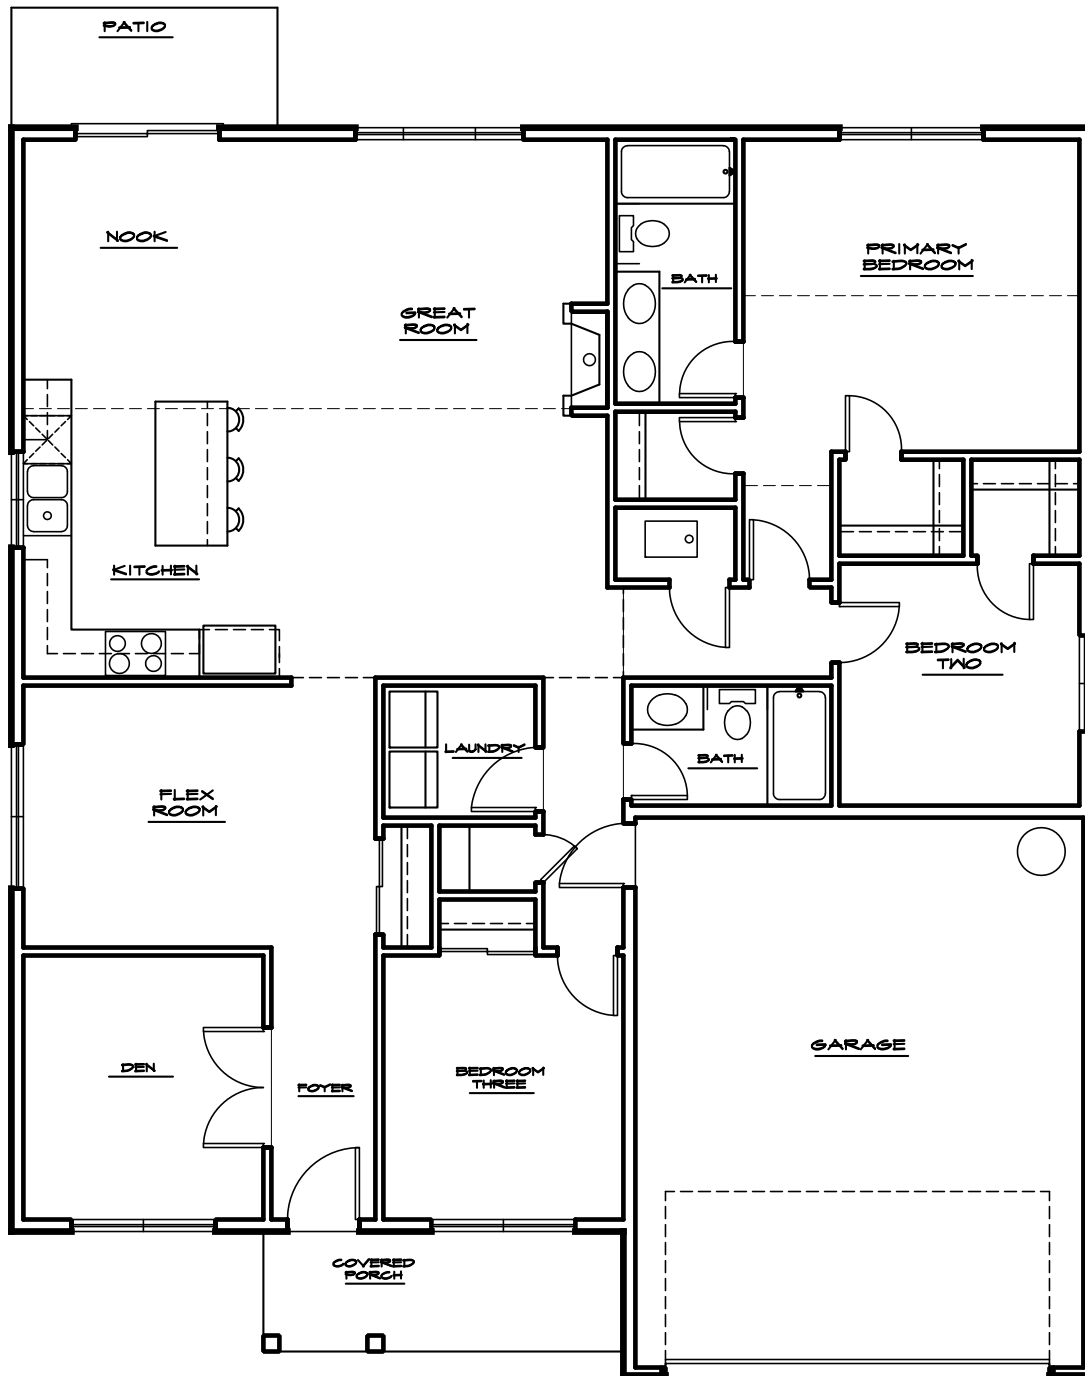 PATIO
NOOK
GREAT
ROOM
BATH
PRIMARY
BEDROOM
KITCHEN
BEDROOM
TWO
LAUNDRY
BATH
FLEX
ROOM
DEN
FOYER
BEDROOM
THREE
GARAGE
COVERED
PORCH